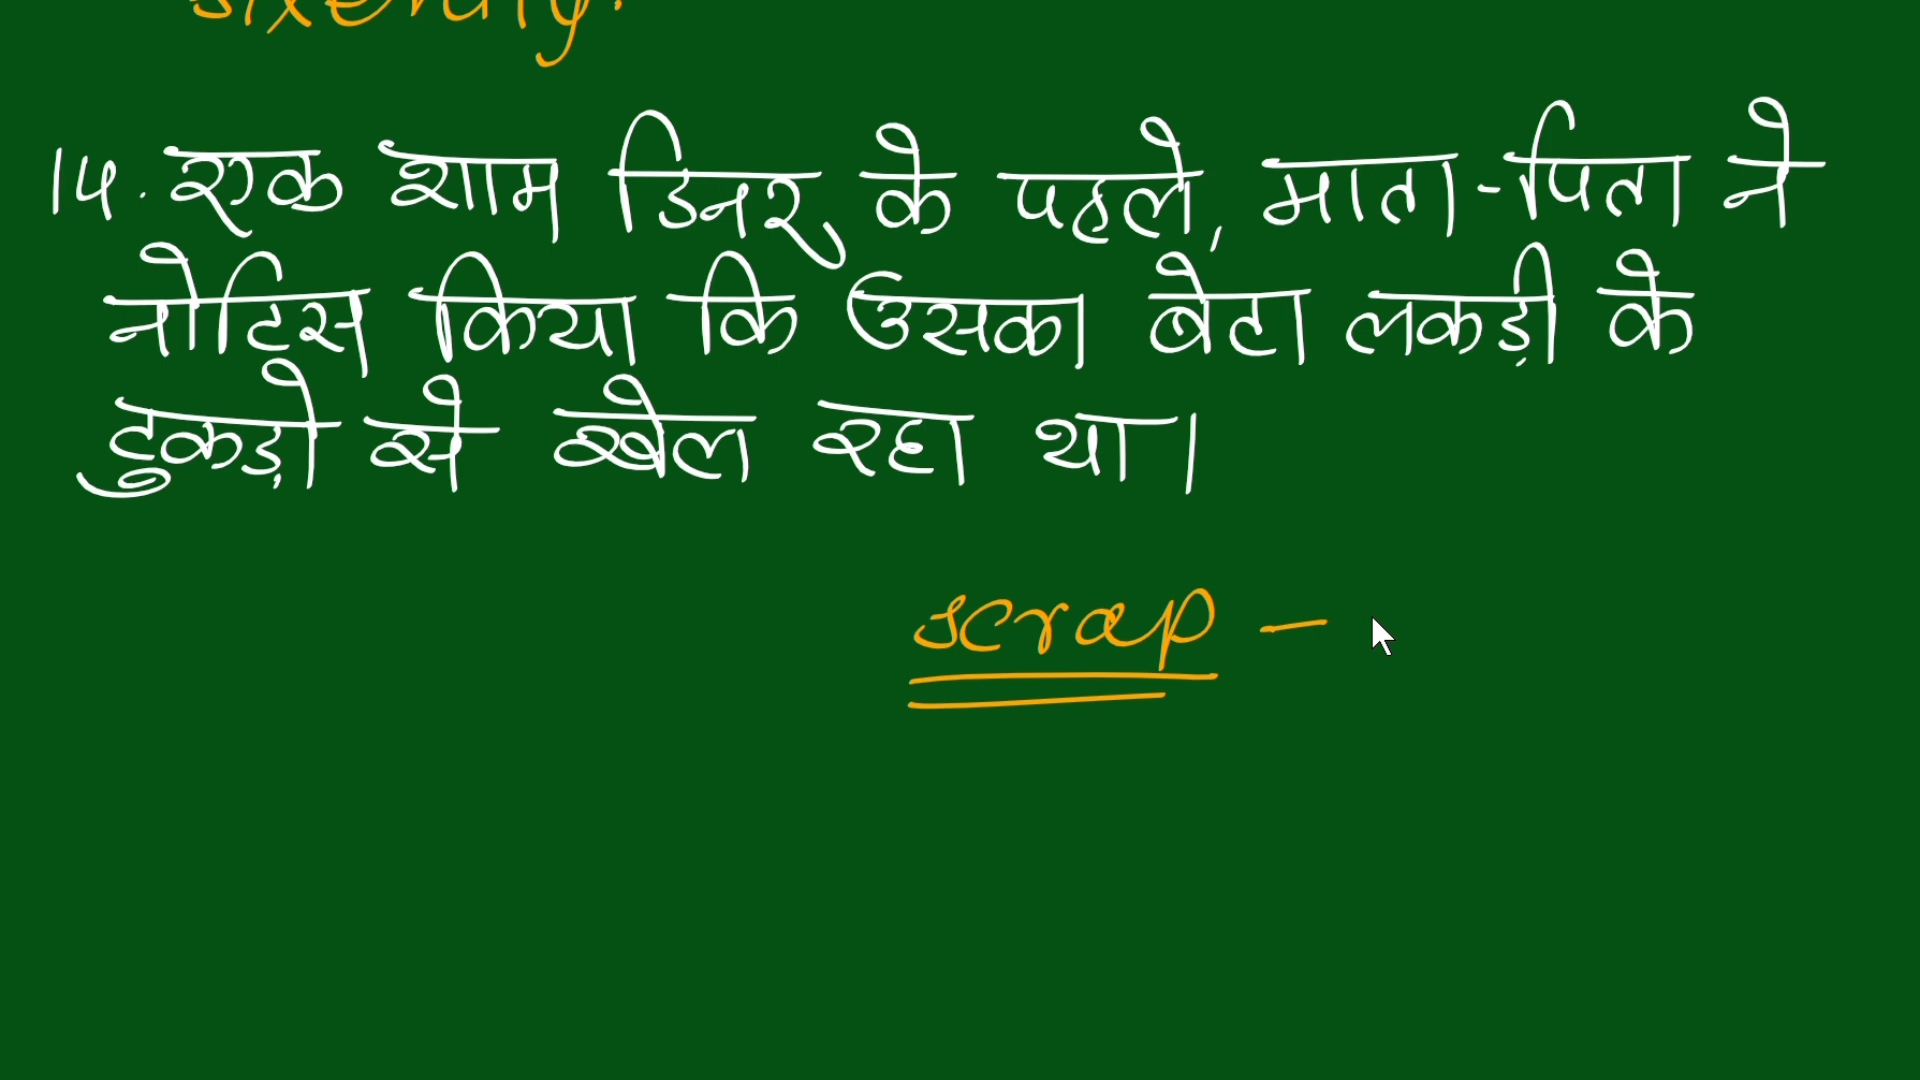 14. एक शाम डिनर के पहले, माता-पिता ने
नोटिस किया कि उसका बेटा लकड़ी के
टुकड़ो से खेल रहा था।
scrap –